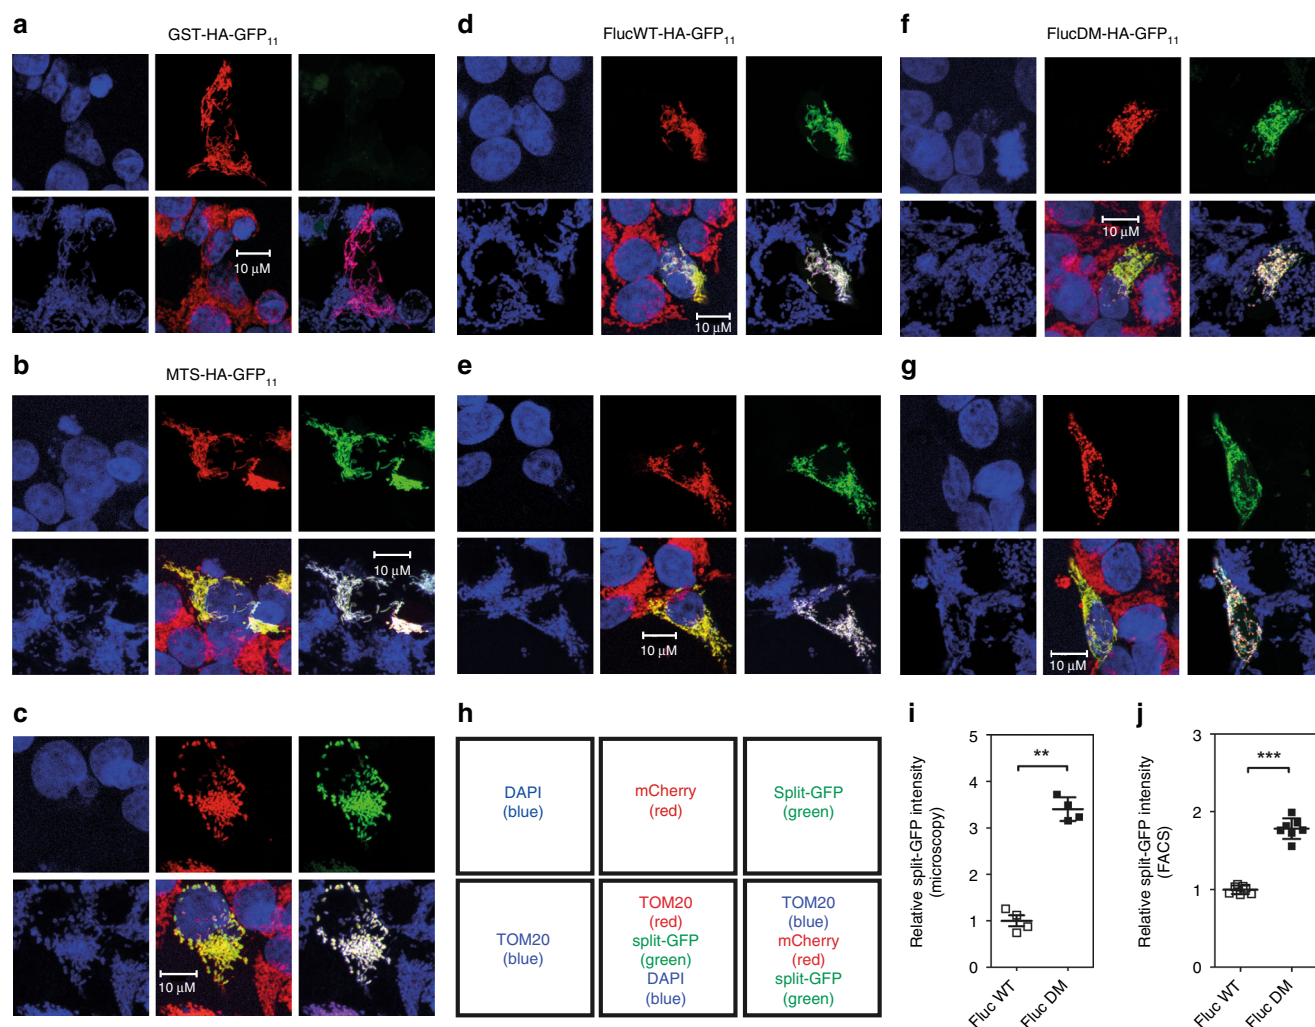 a
GST-HA-GFP11
10 µM
b
MTS-HA-GFP11
10 µM
c
10 µM
d
FlucWT-HA-GFP11
10 µM
e
10 µM
f
FlucDM-HA-GFP11
10 µM
g
10 µM
h
DAPI
(blue)
mCherry
(red)
Split-GFP
(green)
TOM20
(blue)
TOM20
(red)
split-GFP
(green)
DAPI
(blue)
TOM20
(blue)
mCherry
(red)
split-GFP
(green)
i
Relative split-GFP intensity
(microscopy)
5
4
3
2
1
0
**
Fluc WT
Fluc DM
j
Relative split-GFP intensity
(FACS)
3
2
1
0
***
Fluc WT
Fluc DM